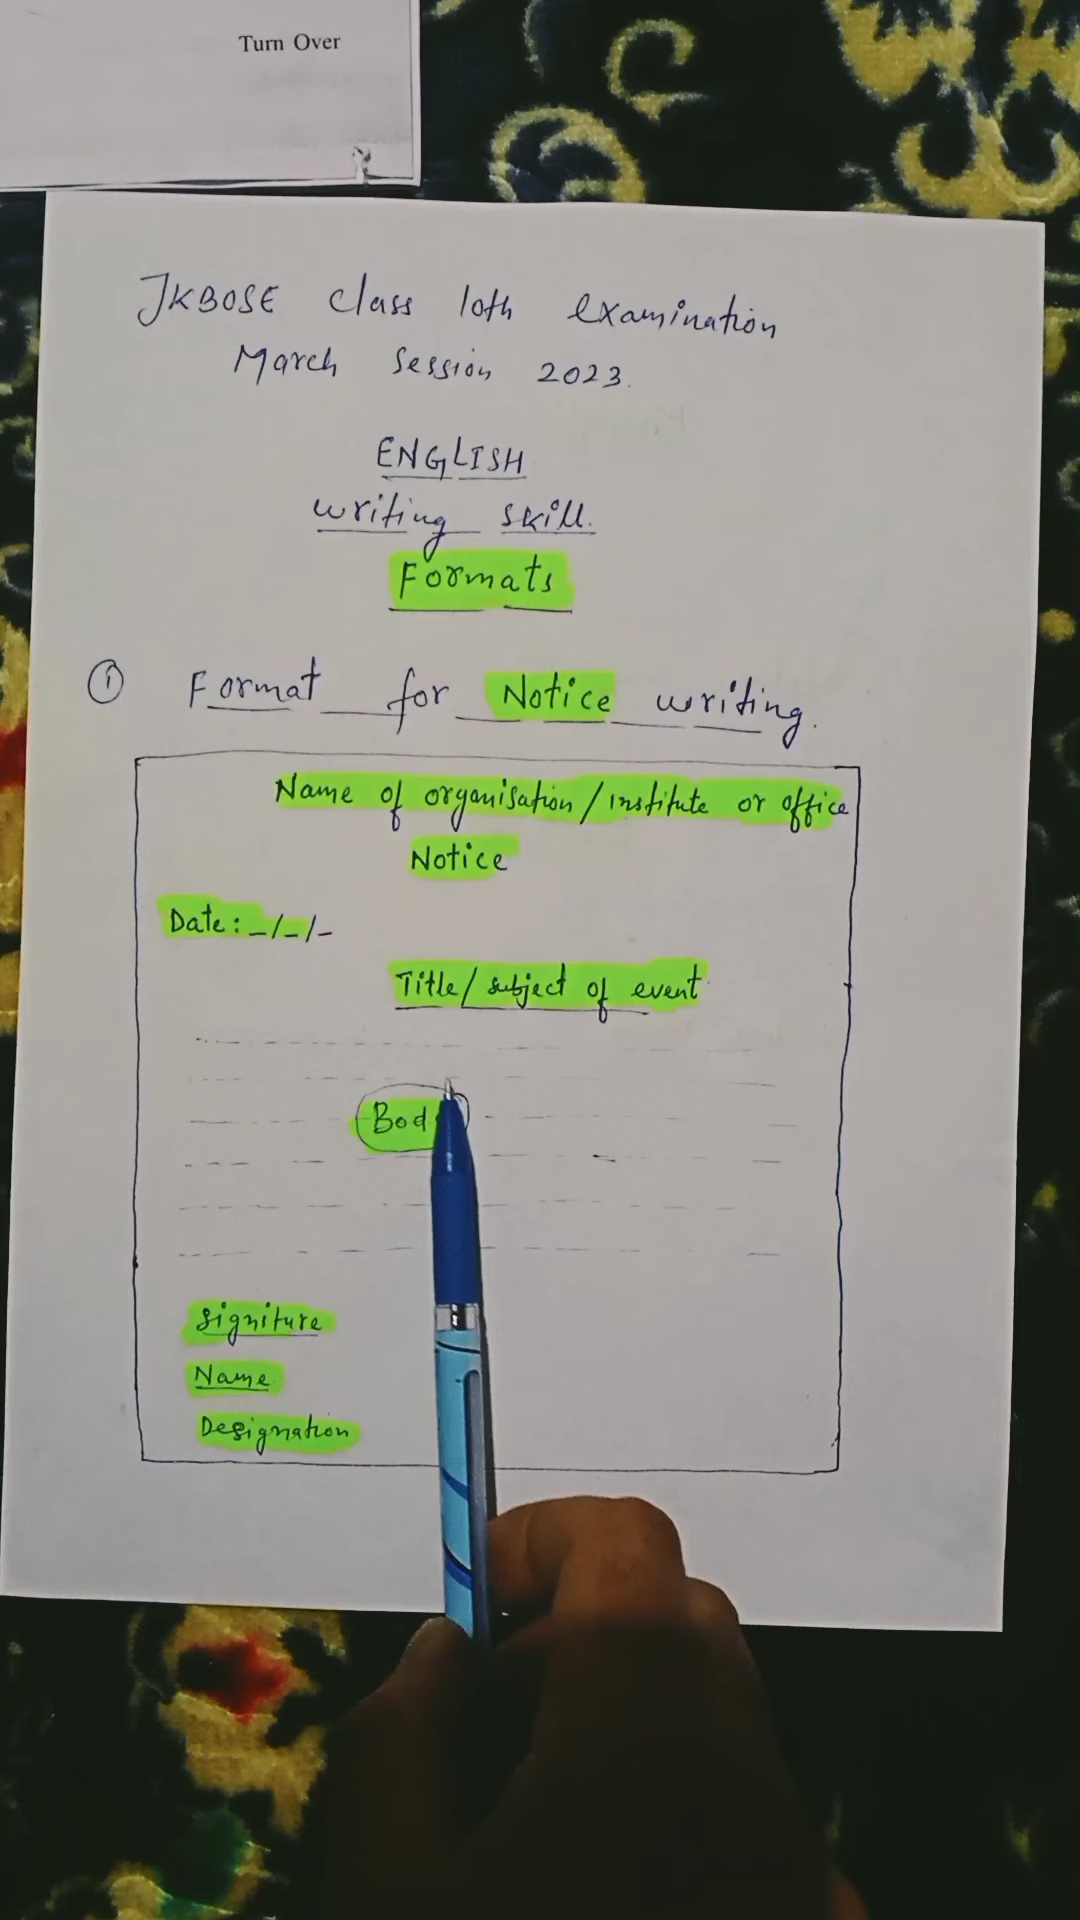 Turn Over
JKBOSE class 10th examination
March session 2023.
ENGLISH
writing skill.
Formats
① Format for Notice writing.
Name of organisation/institute or office
Notice
Date: -/-/-
Title/subject of event
Bod
signiture
Name
Designation